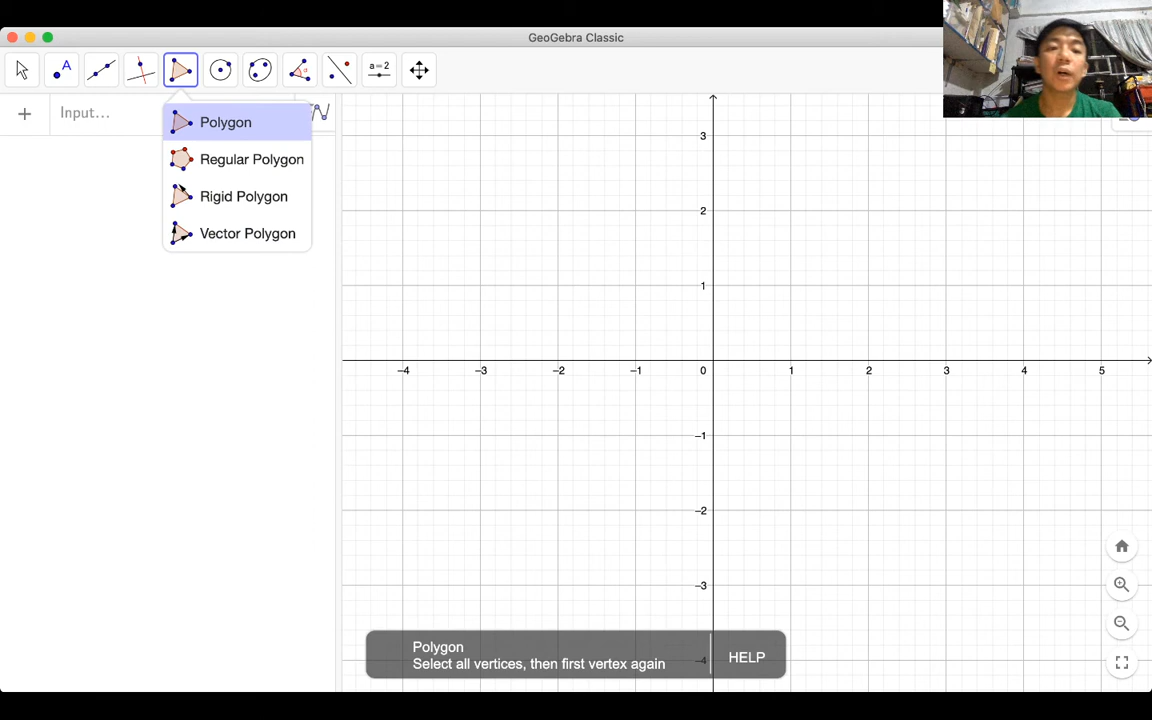 GeoGebra Classic
A
α
a=2
Input...
Polygon
Regular Polygon
Rigid Polygon
Vector Polygon
3
2
1
–4 –3 –2 –1 0 1 2 3 4 5
–1
–2
–3
–4
Polygon
Select all vertices, then first vertex again
HELP